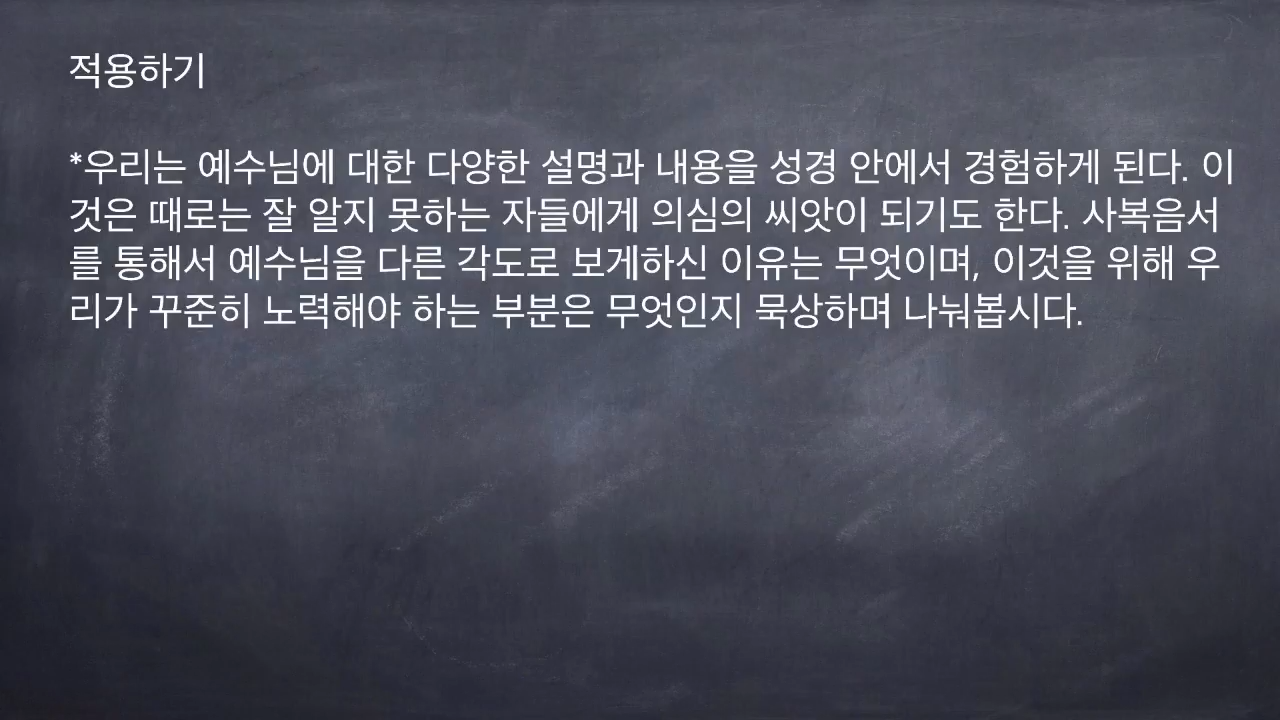 적용하기
*우리는 예수님에 대한 다양한 설명과 내용을 성경 안에서 경험하게 된다. 이
것은 때로는 잘 알지 못하는 자들에게 의심의 씨앗이 되기도 한다. 사복음서
를 통해서 예수님을 다른 각도로 보게하신 이유는 무엇이며, 이것을 위해 우
리가 꾸준히 노력해야 하는 부분은 무엇인지 묵상하며 나눠봅시다.